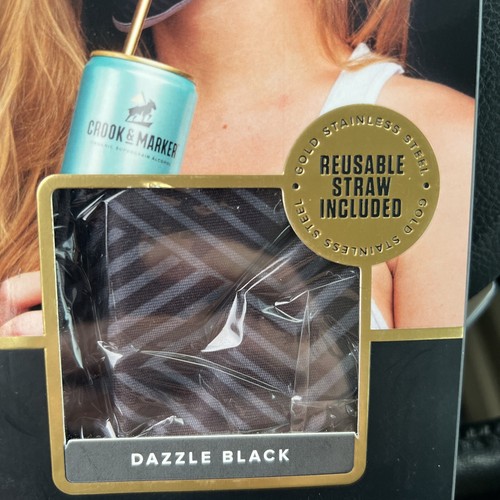 CROOK & MARKER
GOLD STAINLESS STEEL
REUSABLE
STRAW
INCLUDED
GOLD STAINLESS STEEL
DAZZLE BLACK